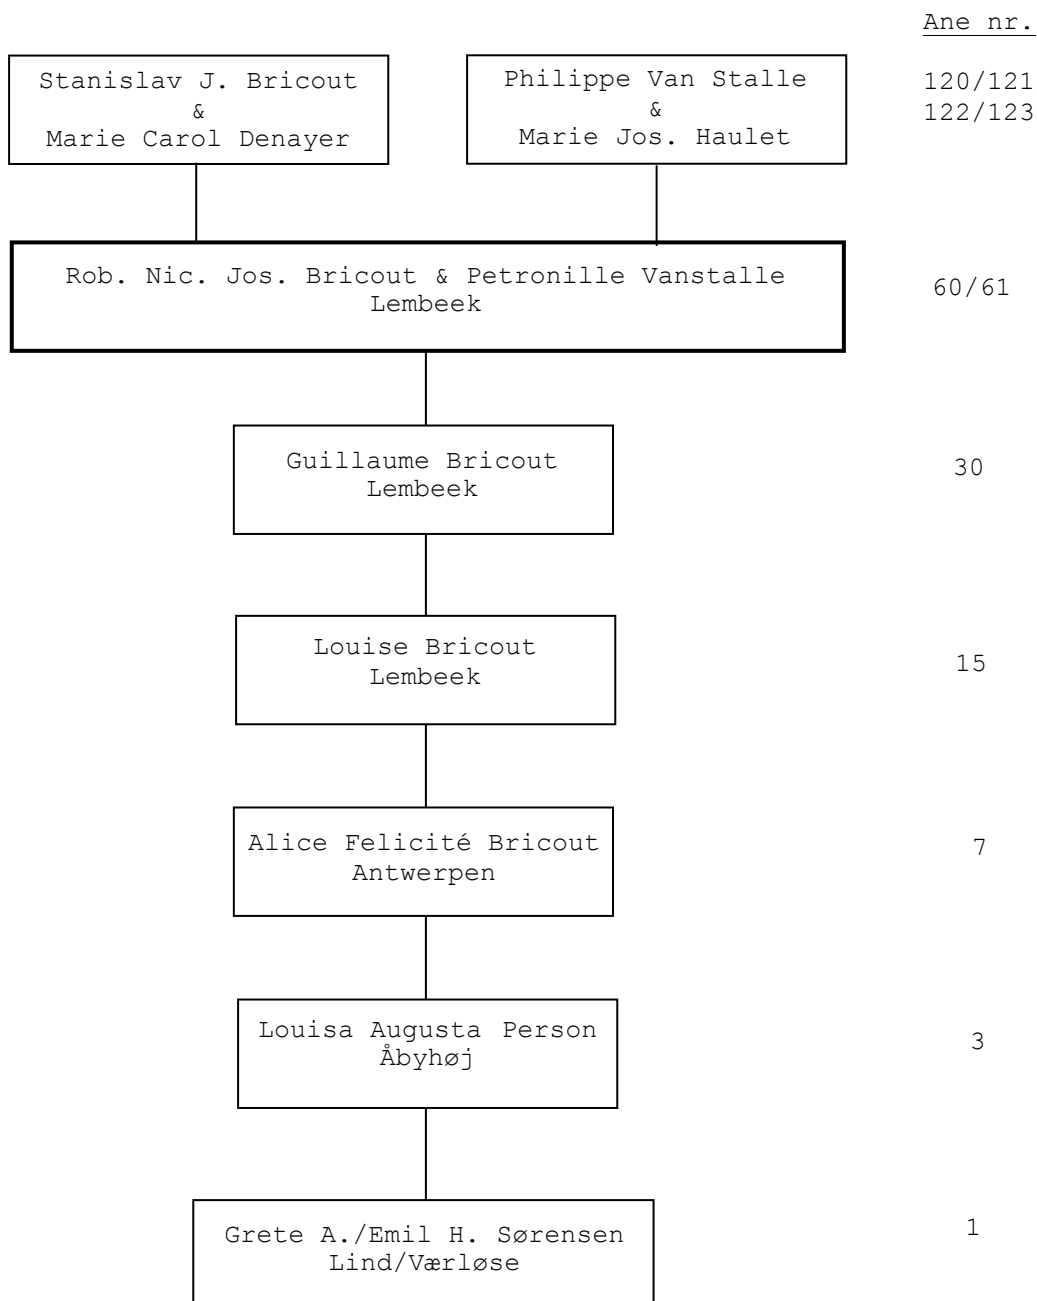 Ane nr.
Stanislav J. Bricout
&
Marie Carol Denayer
Philippe Van Stalle
&
Marie Jos. Haulet
120/121
122/123
Rob. Nic. Jos. Bricout & Petronille Vanstalle
Lembeek
60/61
Guillaume Bricout
Lembeek
30
Louise Bricout
Lembeek
15
Alice Felicité Bricout
Antwerpen
7
Louisa Augusta Person
Åbyhøj
3
Grete A./Emil H. Sørensen
Lind/Værløse
1